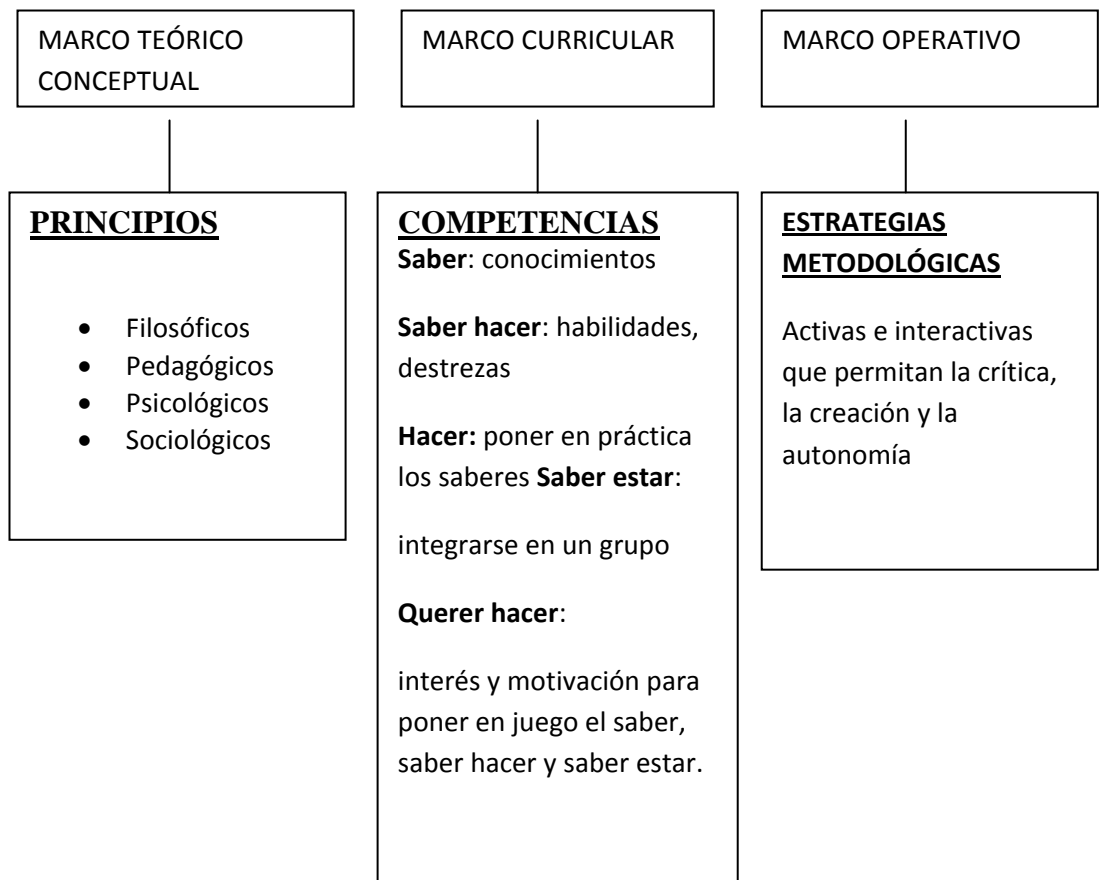 MARCO TEÓRICO
CONCEPTUAL
MARCO CURRICULAR
MARCO OPERATIVO
PRINCIPIOS
• Filosóficos
• Pedagógicos
• Psicológicos
• Sociológicos
COMPETENCIAS
Saber: conocimientos
Saber hacer: habilidades,
destrezas
Hacer: poner en práctica
los saberes Saber estar:
integrarse en un grupo
Querer hacer:
interés y motivación para
poner en juego el saber,
saber hacer y saber estar.
ESTRATEGIAS
METODOLÓGICAS
Activas e interactivas
que permitan la crítica,
la creación y la
autonomía